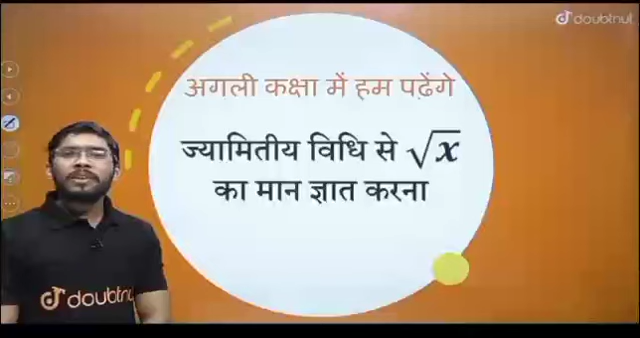 doubtnut
अगली कक्षा में हम पढ़ेंगे
ज्यामितीय विधि से √x
का मान ज्ञात करना
doubtnut